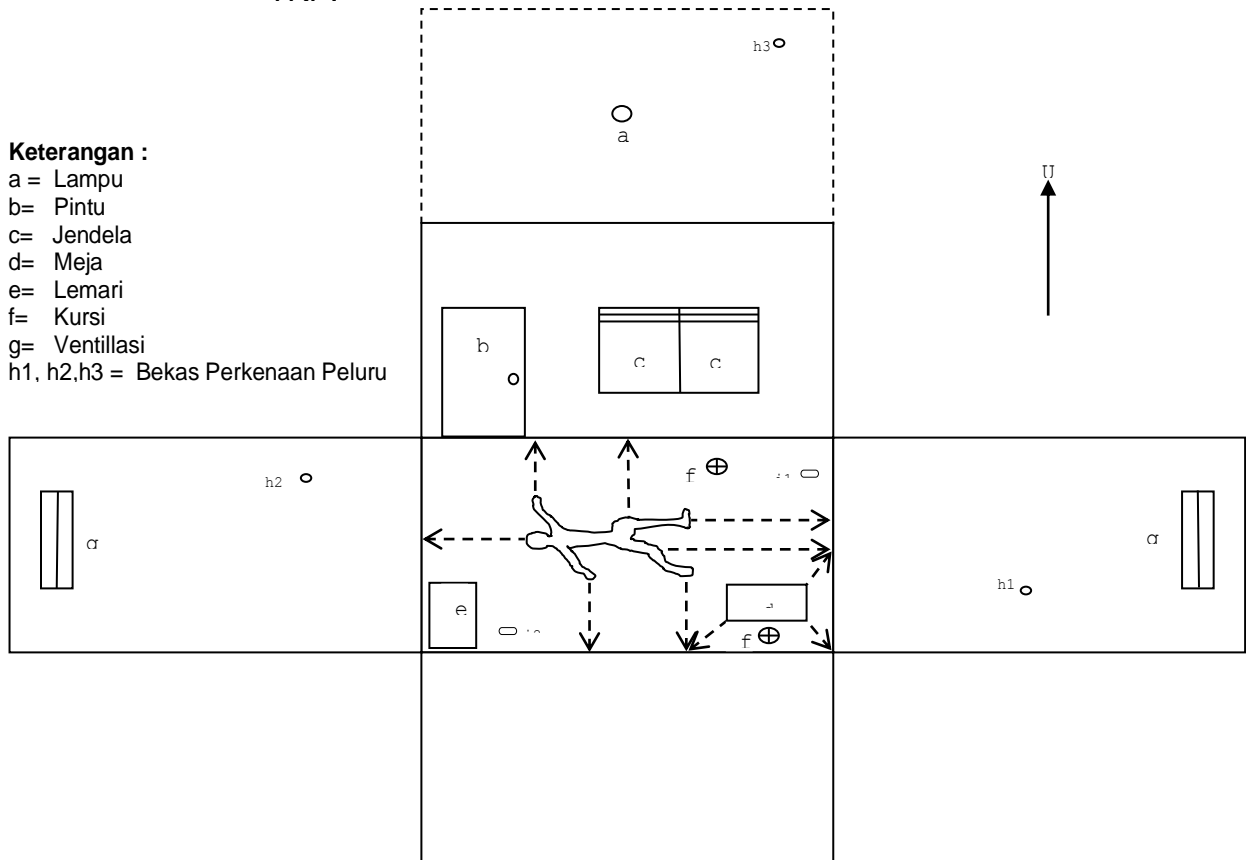 h3
a
Keterangan :
a = Lampu
b= Pintu
c= Jendela
d= Meja
e= Lemari
f= Kursi
g= Ventillasi
h1, h2,h3 = Bekas Perkenaan Peluru
U
b
c c
h2
f
h1
e
f